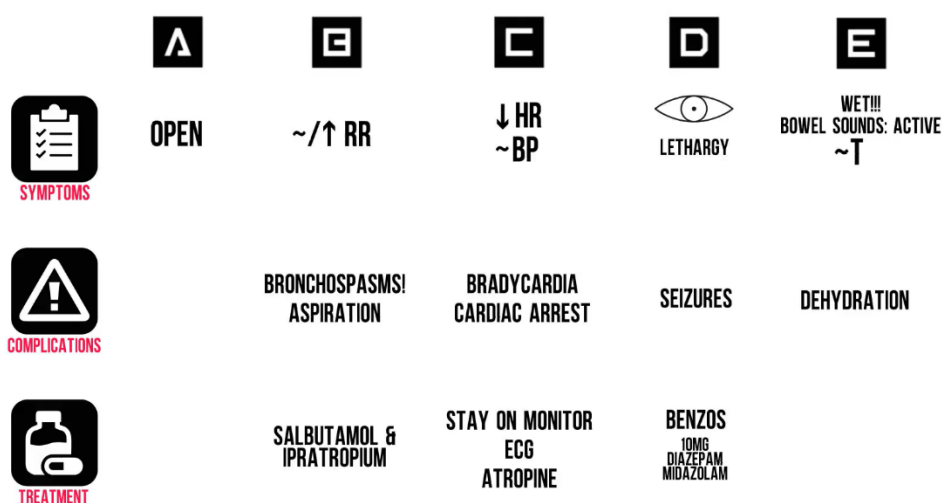 A B C D E
OPEN
~/↑ RR
↓ HR
~BP
LETHARGY
WET!!!
BOWEL SOUNDS: ACTIVE
~T
SYMPTOMS
BRONCHOSPASMS!
ASPIRATION
BRADYCARDIA
CARDIAC ARREST
SEIZURES
DEHYDRATION
COMPLICATIONS
SALBUTAMOL &
IPRATROPIUM
STAY ON MONITOR
ECG
ATROPINE
BENZOS
10MG
DIAZEPAM
MIDAZOLAM
TREATMENT